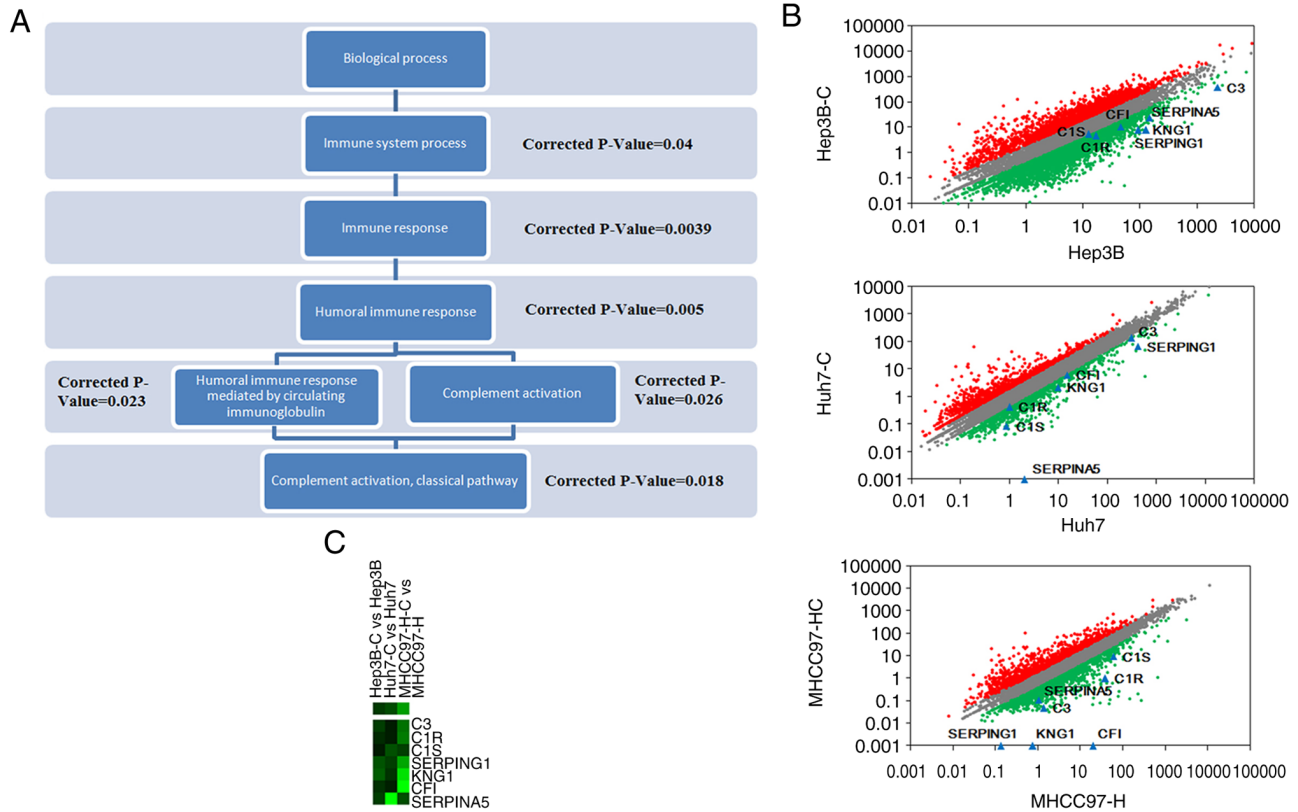 A
Biological process
Immune system process
Corrected P-Value=0.04
Immune response
Corrected P-Value=0.0039
Humoral immune response
Corrected P-Value=0.005
Corrected P-
Value=0.023
Humoral immune response
mediated by circulating
immunoglobulin
Complement activation
Corrected P-
Value=0.026
Complement activation, classical pathway
Corrected P-Value=0.018
B
Hep3B-C
100000
10000
1000
100
10
1
0.1
0.01
C3
CFI
SERPINA5
C1S
KNG1
C1R
SERPING1
0.01 0.1 1 10 100 1000 10000
Hep3B
Huh7-C
10000
1000
100
10
1
0.1
0.01
0.001
C3
SERPING1
CFI
KNG1
C1R
C1S
SERPINA5
0.01 0.1 1 10 100 1000 10000 100000
Huh7
MHCC97-HC
100000
10000
1000
100
10
1
0.1
0.01
0.001
C1S
C1R
SERPINA5
C3
SERPING1 KNG1 CFI
0.001 0.01 0.1 1 10 100 1000 10000 100000
MHCC97-H
C
Hep3B-C vs Hep3B
Huh7-C vs Huh7
MHCC97-H-C vs
MHCC97-H
C3
C1R
C1S
SERPING1
KNG1
CFI
SERPINA5